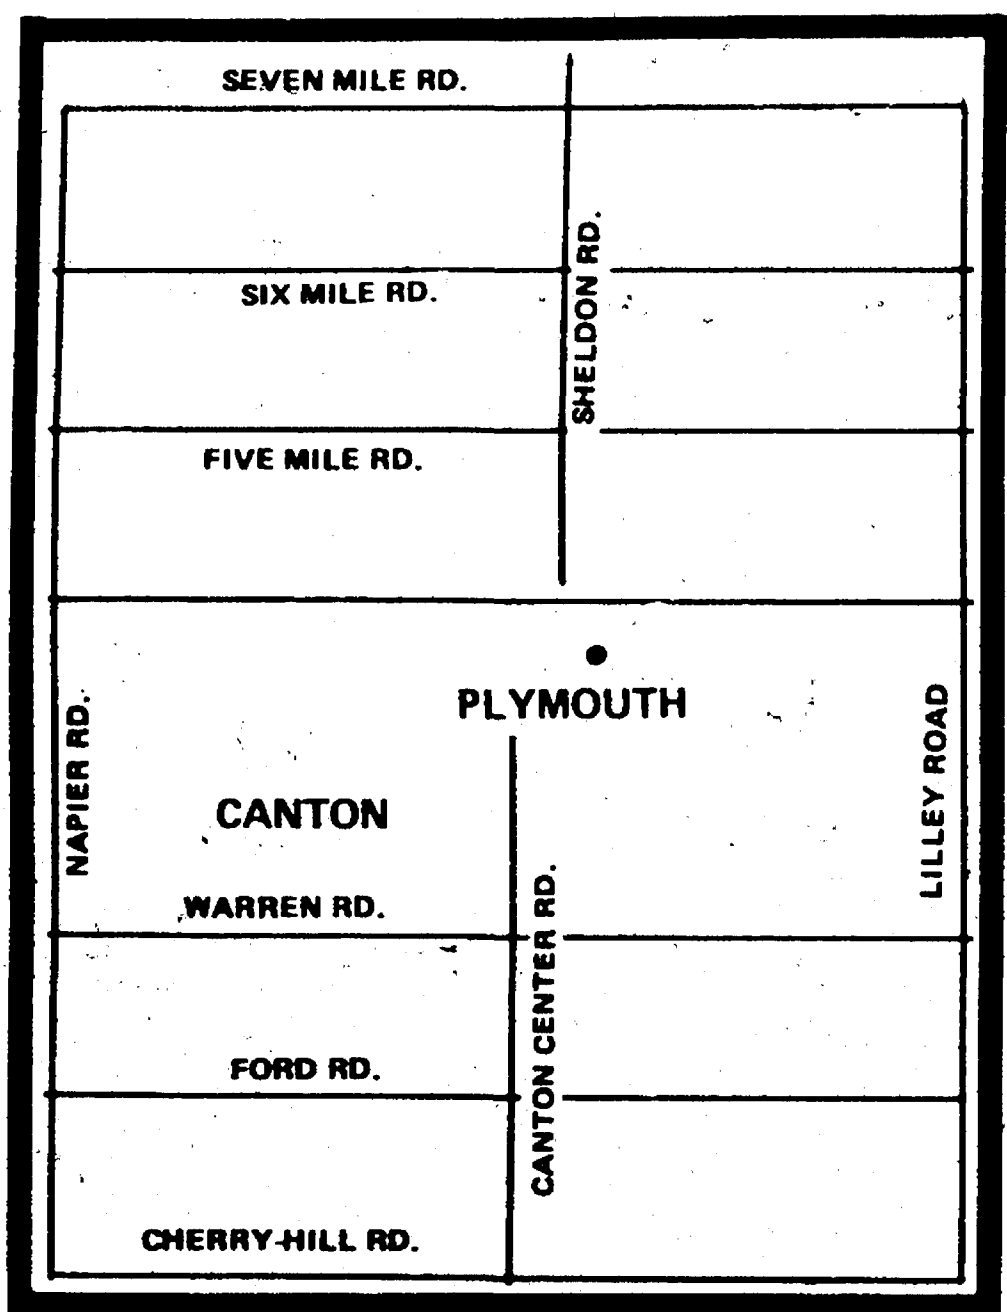 SEVEN MILE RD.
SIX MILE RD.
SHELDON RD.
FIVE MILE RD.
PLYMOUTH
NAPIER RD.
LILLEY ROAD
CANTON
WARREN RD.
CANTON CENTER RD.
FORD RD.
CHERRY-HILL RD.